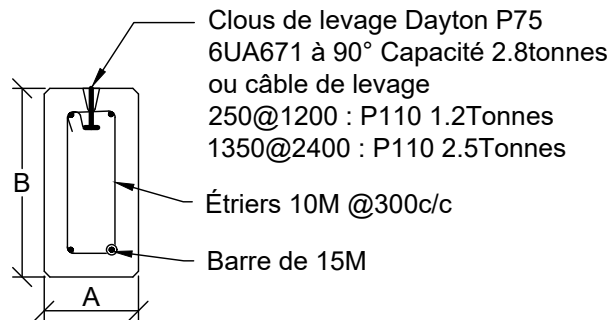 Clous de levage Dayton P75
6UA671 à 90° Capacité 2.8tonnes
ou câble de levage
250@1200 : P110 1.2Tonnes
1350@2400 : P110 2.5Tonnes
B
Étriers 10M @300c/c
Barre de 15M
A